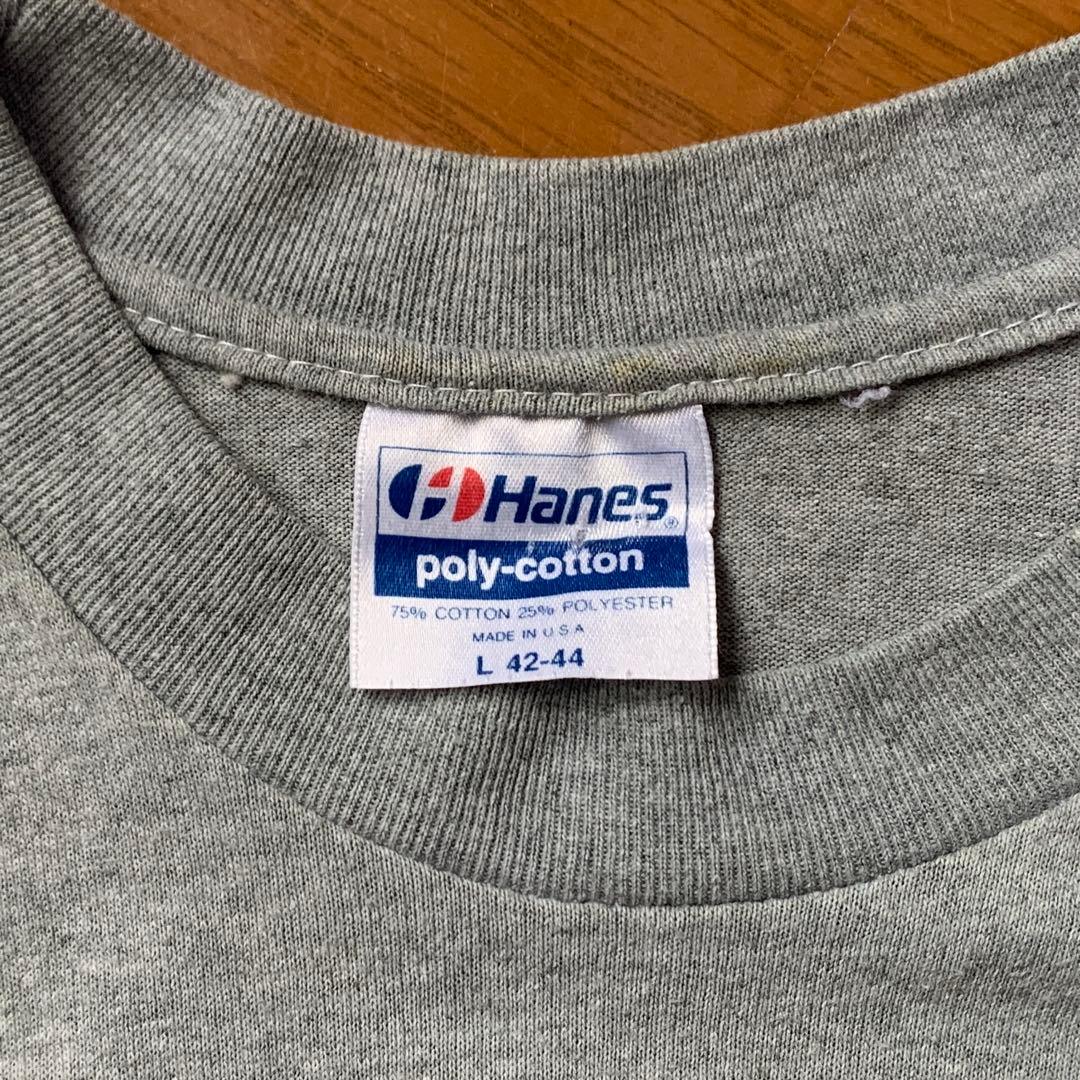 Hanes®
poly-cotton
75% COTTON 25% POLYESTER
MADE IN U S A
L 42-44